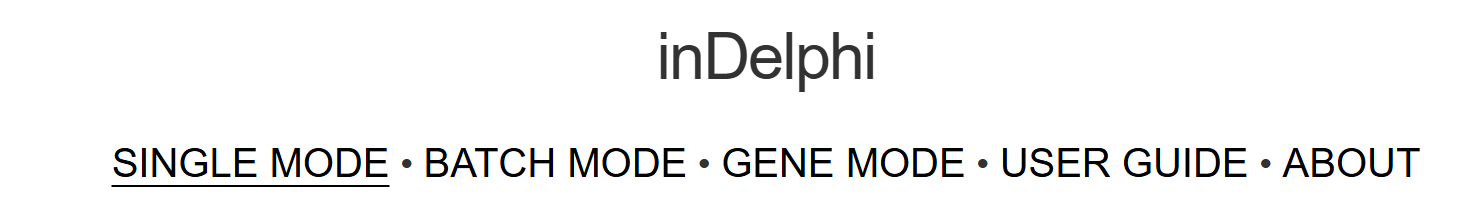 inDelphi
SINGLE MODE • BATCH MODE • GENE MODE • USER GUIDE • ABOUT